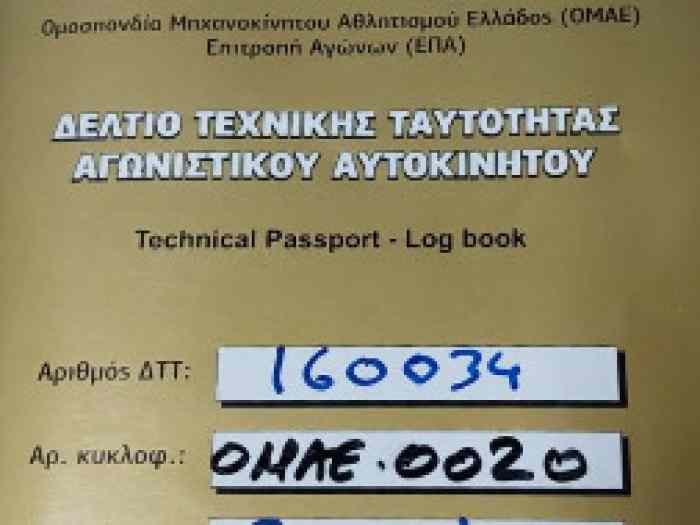 Ομοσπονδία Μηχανοκίνητου Αθλητισμού Ελλάδος (ΟΜΑΕ)
Επιτροπή Αγώνων (ΕΠΑ)
ΔΕΛΤΙΟ ΤΕΧΝΙΚΗΣ ΤΑΥΤΟΤΗΤΑΣ
ΑΓΩΝΙΣΤΙΚΟΥ ΑΥΤΟΚΙΝΗΤΟΥ
Technical Passport - Log book
Αριθμός ΔΤΤ: 160034
Αρ. κυκλοφ.: ΟΜΑΕ.0020